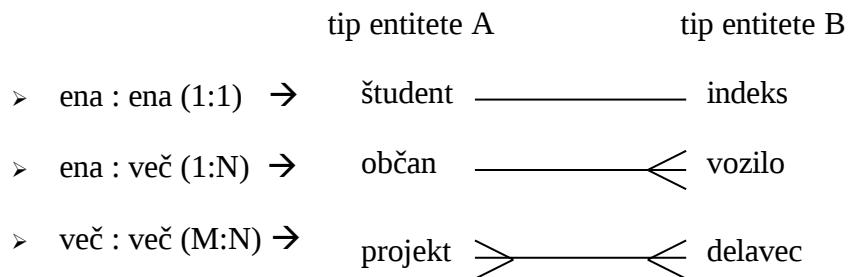 tip entitete A tip entitete B
➢ ena : ena (1:1) → študent indeks
➢ ena : več (1:N) → občan vozilo
➢ več : več (M:N) → projekt delavec